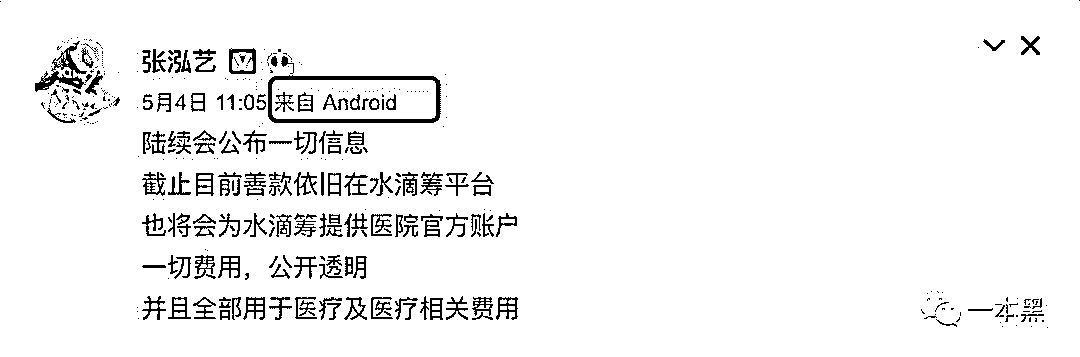 张泓艺
5月4日 11:05 来自 Android
陆续会公布一切信息
截止目前善款依旧在水滴筹平台
也将会为水滴筹提供医院官方账户
一切费用，公开透明
并且全部用于医疗及医疗相关费用
一本黑